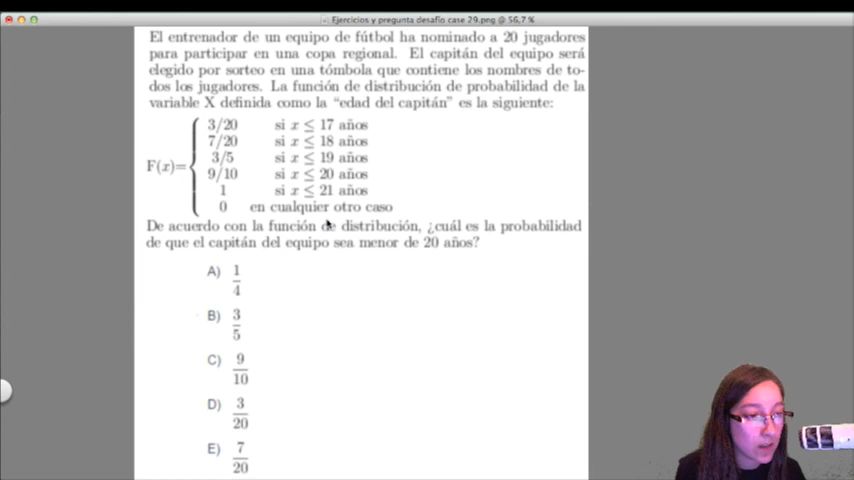 Ejercicios y pregunta desafío case 29.png @ 56,7 %
El entrenador de un equipo de fútbol ha nominado a 20 jugadores
para participar en una copa regional. El capitán del equipo será
elegido por sorteo en una tómbola que contiene los nombres de to-
dos los jugadores. La función de distribución de probabilidad de la
variable X definida como la “edad del capitán” es la siguiente:
3/20 si x ≤ 17 años
7/20 si x ≤ 18 años
3/5 si x ≤ 19 años
F(x)= 9/10 si x ≤ 20 años
1 si x ≤ 21 años
0 en cualquier otro caso
De acuerdo con la función de distribución, ¿cuál es la probabilidad
de que el capitán del equipo sea menor de 20 años?
A) 1/4
B) 3/5
C) 9/10
D) 3/20
E) 7/20